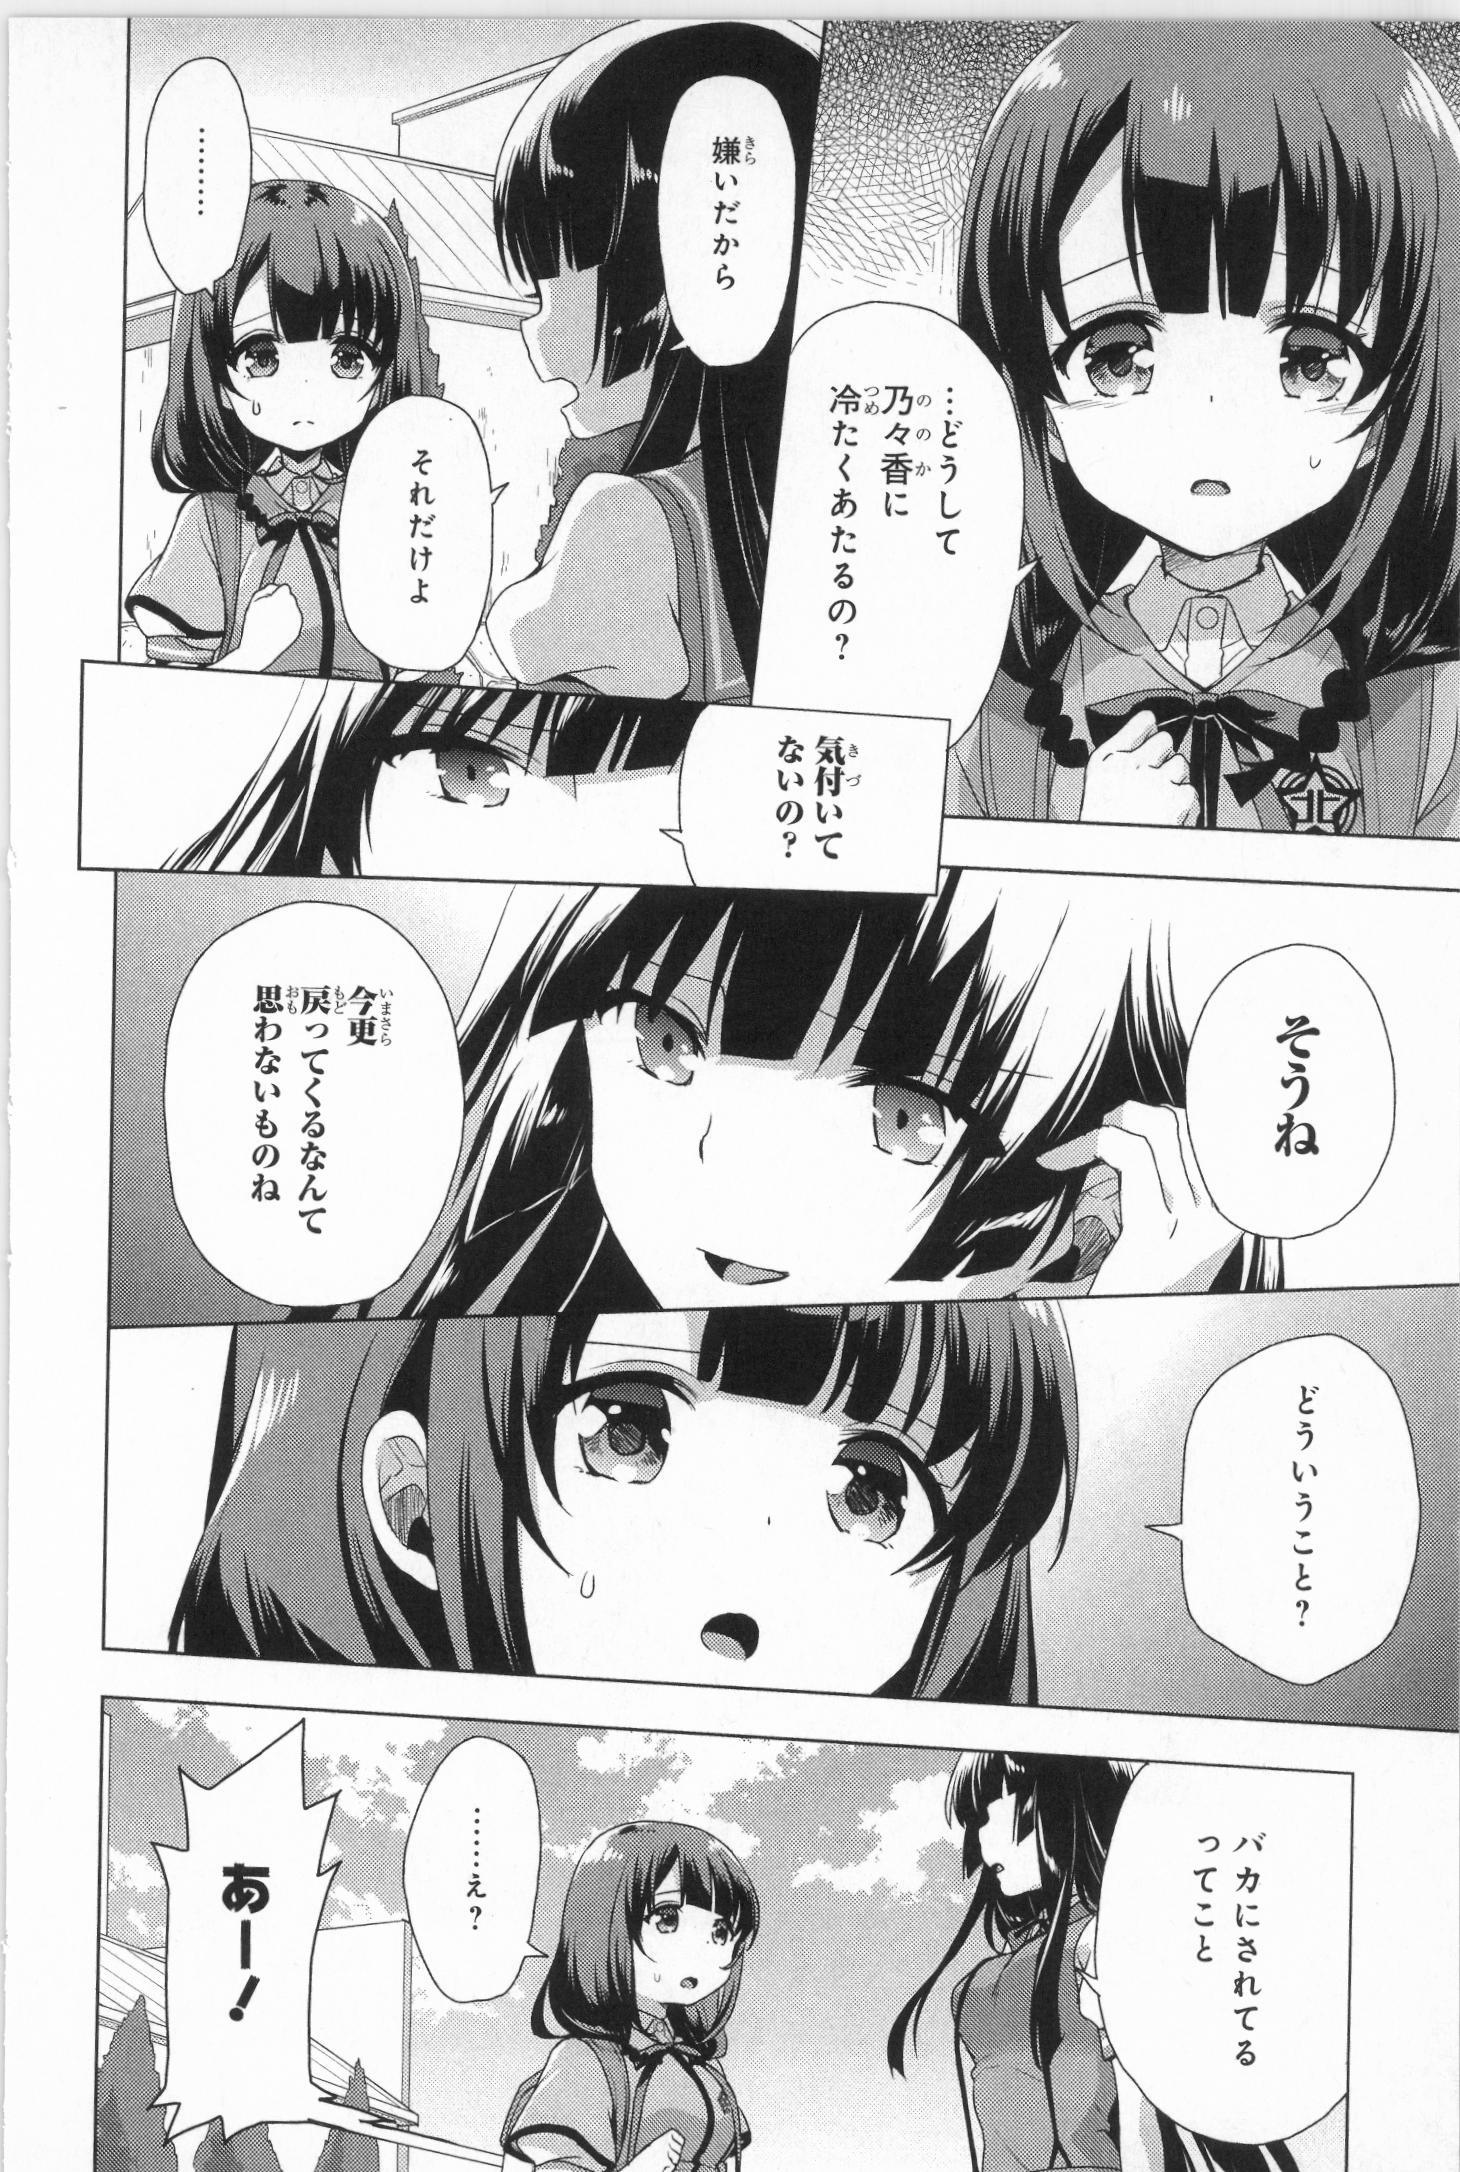 …どうして
乃々香に
冷たくあたるの?
嫌いだから
それだけよ
………
気付いて
ないの?
そうね
今更
戻ってくるなんて
思わないものね
どういうこと?
バカにされてる
ってこと
……え?
あー!